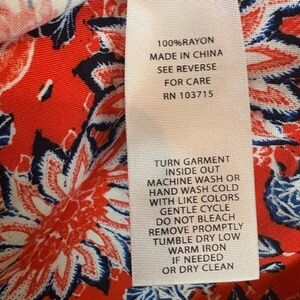 100%RAYON
MADE IN CHINA
SEE REVERSE
FOR CARE
RN 103715
TURN GARMENT
INSIDE OUT
MACHINE WASH OR
HAND WASH COLD
WITH LIKE COLORS
GENTLE CYCLE
DO NOT BLEACH
REMOVE PROMPTLY
TUMBLE DRY LOW
WARM IRON
IF NEEDED
OR DRY CLEAN